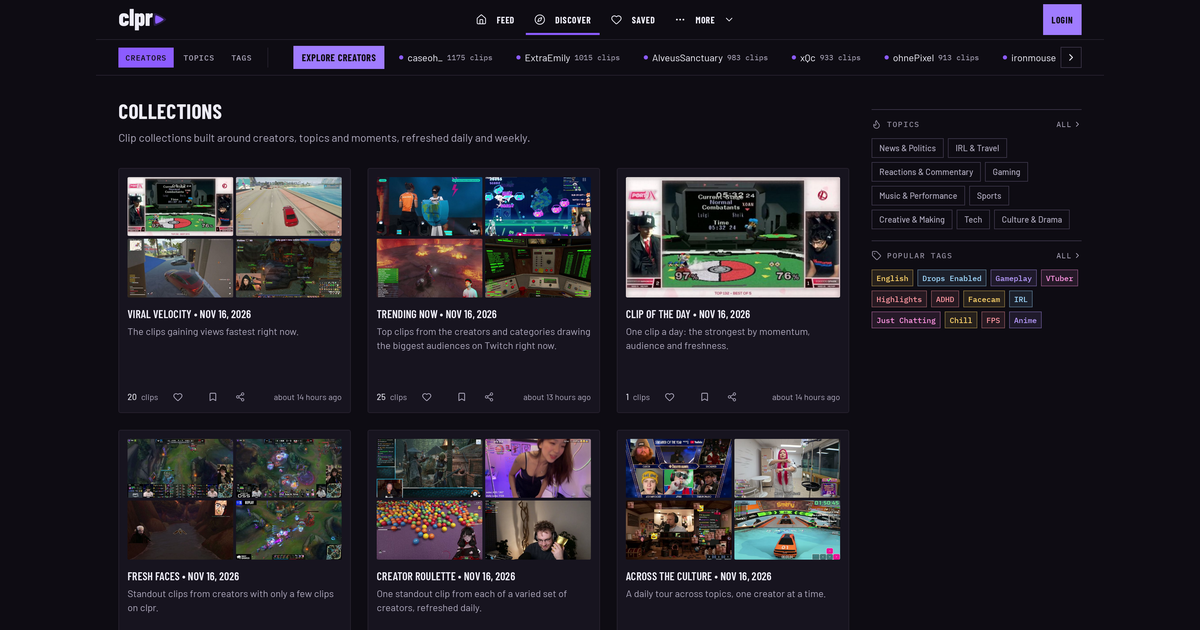 clpr
FEED
DISCOVER
SAVED
MORE
LOGIN
CREATORS
TOPICS
TAGS
EXPLORE CREATORS
caseoh_ 1175 clips
ExtraEmily 1015 clips
AlveusSanctuary 983 clips
xQc 933 clips
ohnePixel 913 clips
ironmouse
COLLECTIONS
Clip collections built around creators, topics and moments, refreshed daily and weekly.
VIRAL VELOCITY • NOV 16, 2026
The clips gaining views fastest right now.
20 clips
about 14 hours ago
TRENDING NOW • NOV 16, 2026
Top clips from the creators and categories drawing
the biggest audiences on Twitch right now.
25 clips
about 13 hours ago
97%
76%
CLIP OF THE DAY • NOV 16, 2026
One clip a day: the strongest by momentum,
audience and freshness.
1 clips
about 14 hours ago
FRESH FACES • NOV 16, 2026
Standout clips from creators with only a few clips
on clpr.
CREATOR ROULETTE • NOV 16, 2026
One standout clip from each of a varied set of
creators, refreshed daily.
ACROSS THE CULTURE • NOV 16, 2026
A daily tour across topics, one creator at a time.
TOPICS
ALL
News & Politics
IRL & Travel
Reactions & Commentary
Gaming
Music & Performance
Sports
Creative & Making
Tech
Culture & Drama
POPULAR TAGS
ALL
English
Drops Enabled
Gameplay
VTuber
Highlights
ADHD
Facecam
IRL
Just Chatting
Chill
FPS
Anime